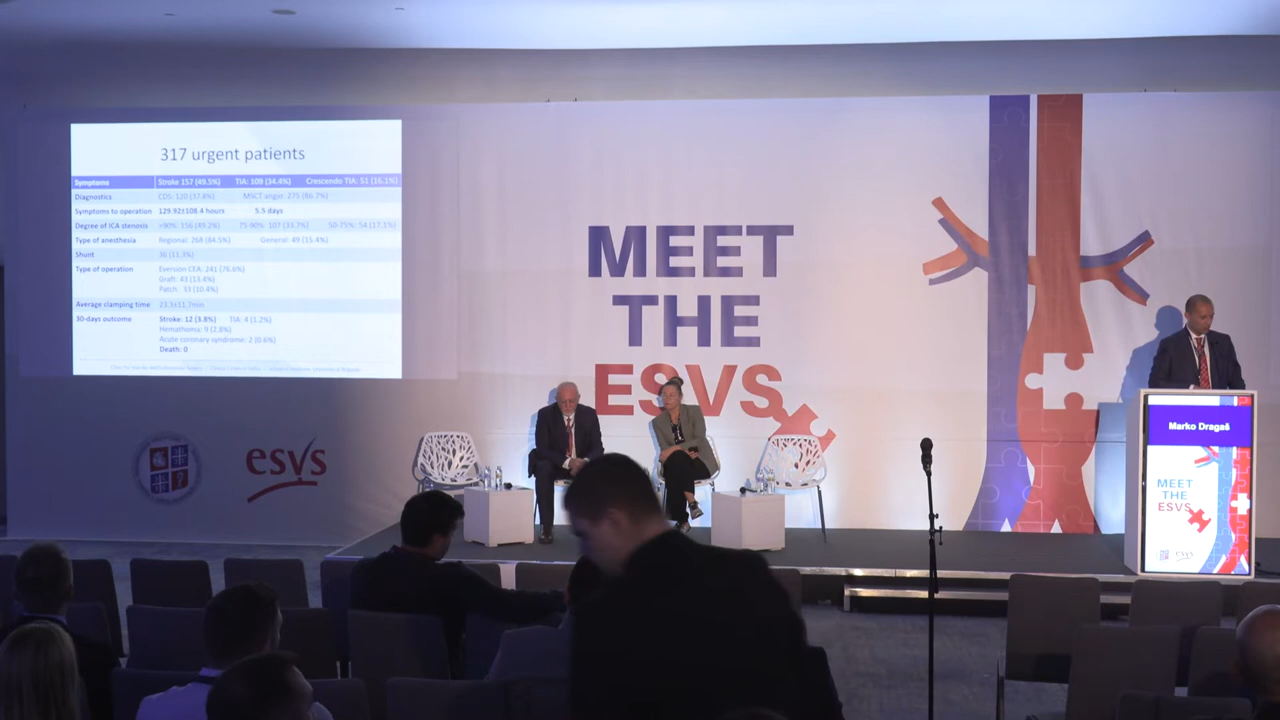 317 urgent patients
Symptoms Stroke 157 (49.5%) TIA: 109 (34.4%) Crescendo TIA: 51 (16.1%)
Diagnostics CDS: 120 (37.8%) MSCT angio: 275 (86.7%)
Symptoms to operation 129.92±108.4 hours 5.5 days
Degree of ICA stenosis >90%: 156 (49.2%) 75-90%: 107 (33.7%) 50-75%: 54 (17.1%)
Type of anesthesia Regional: 268 (84.5%) General: 49 (15.4%)
Shunt 36 (11.3%)
Type of operation Eversion CEA: 241 (76.6%)
Graft: 43 (13.4%)
Patch: 33 (10.4%)
Average clamping time 23.3±11.7min
30-days outcome Stroke: 12 (3.8%) TIA: 4 (1.2%)
Hemathoma: 9 (2.8%)
Acute coronary syndrome: 2 (0.6%)
Death: 0
MEET
THE
ESVS
esvs
Marko Dragaš
MEET
THE
ESVS
esvs